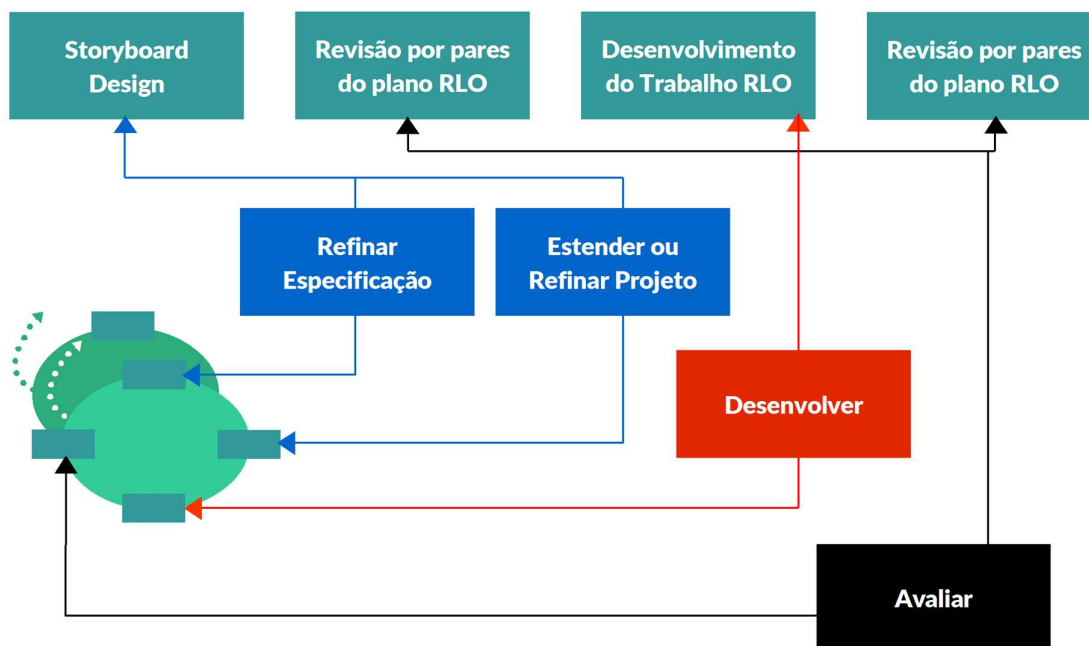 Storyboard
Design
Revisão por pares
do plano RLO
Desenvolvimento
do Trabalho RLO
Revisão por pares
do plano RLO
Refinar
Especificação
Estender ou
Refinar Projeto
Desenvolver
Avaliar